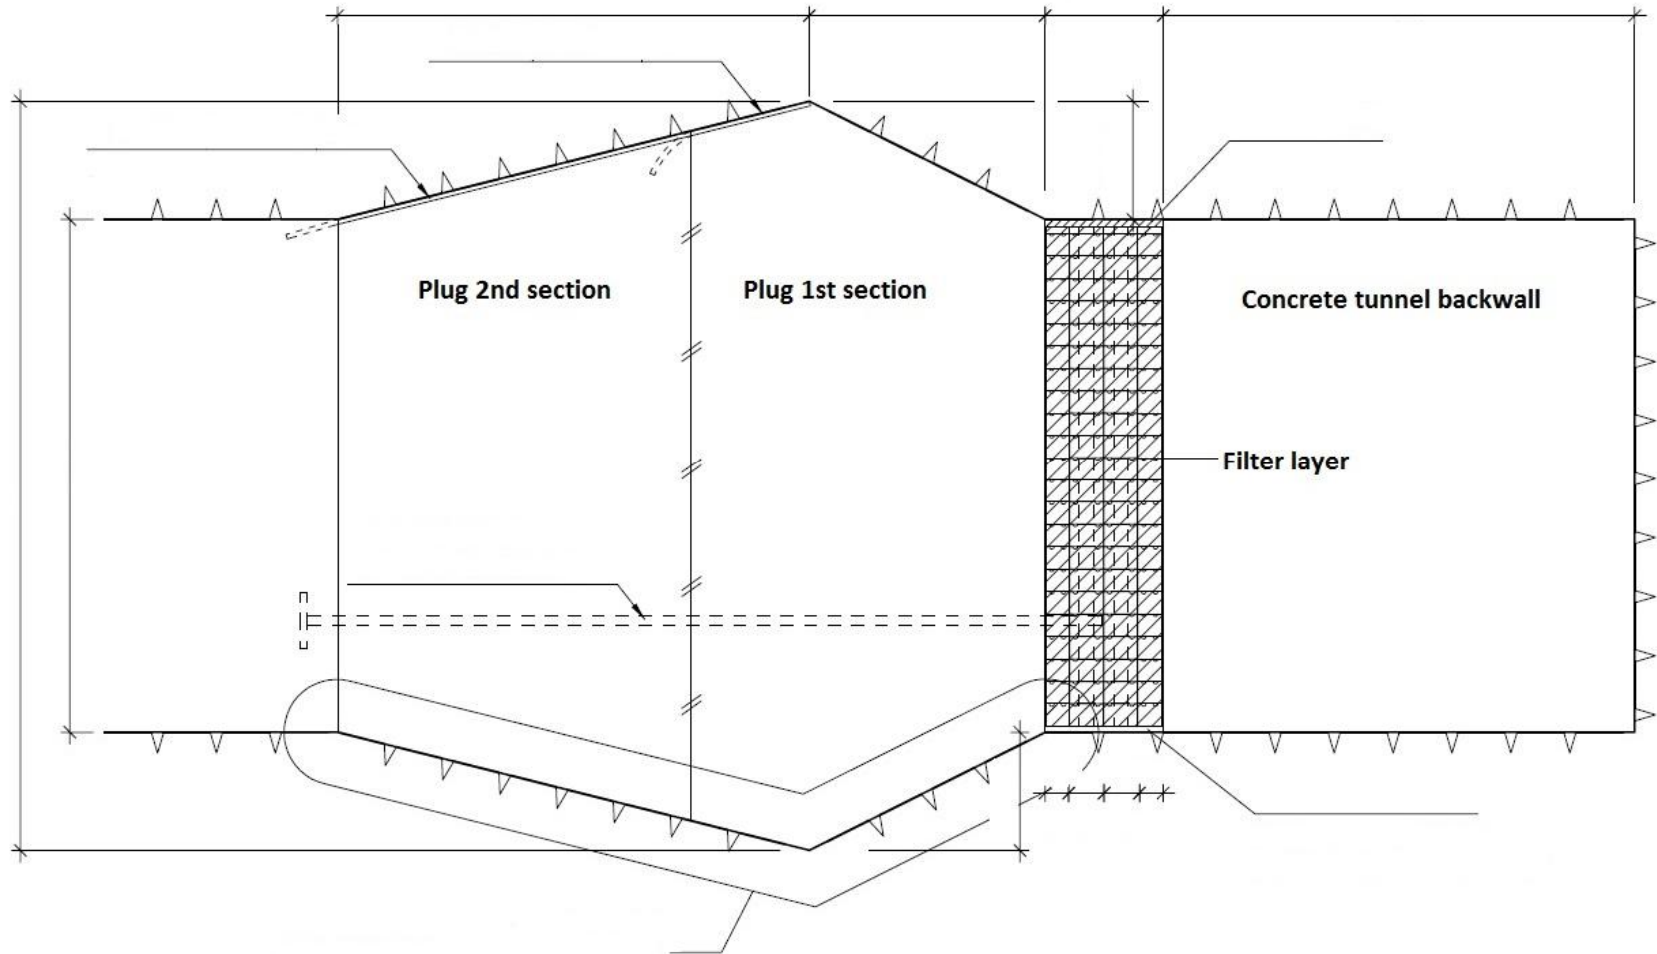 Plug 2nd section
Plug 1st section
Concrete tunnel backwall
Filter layer